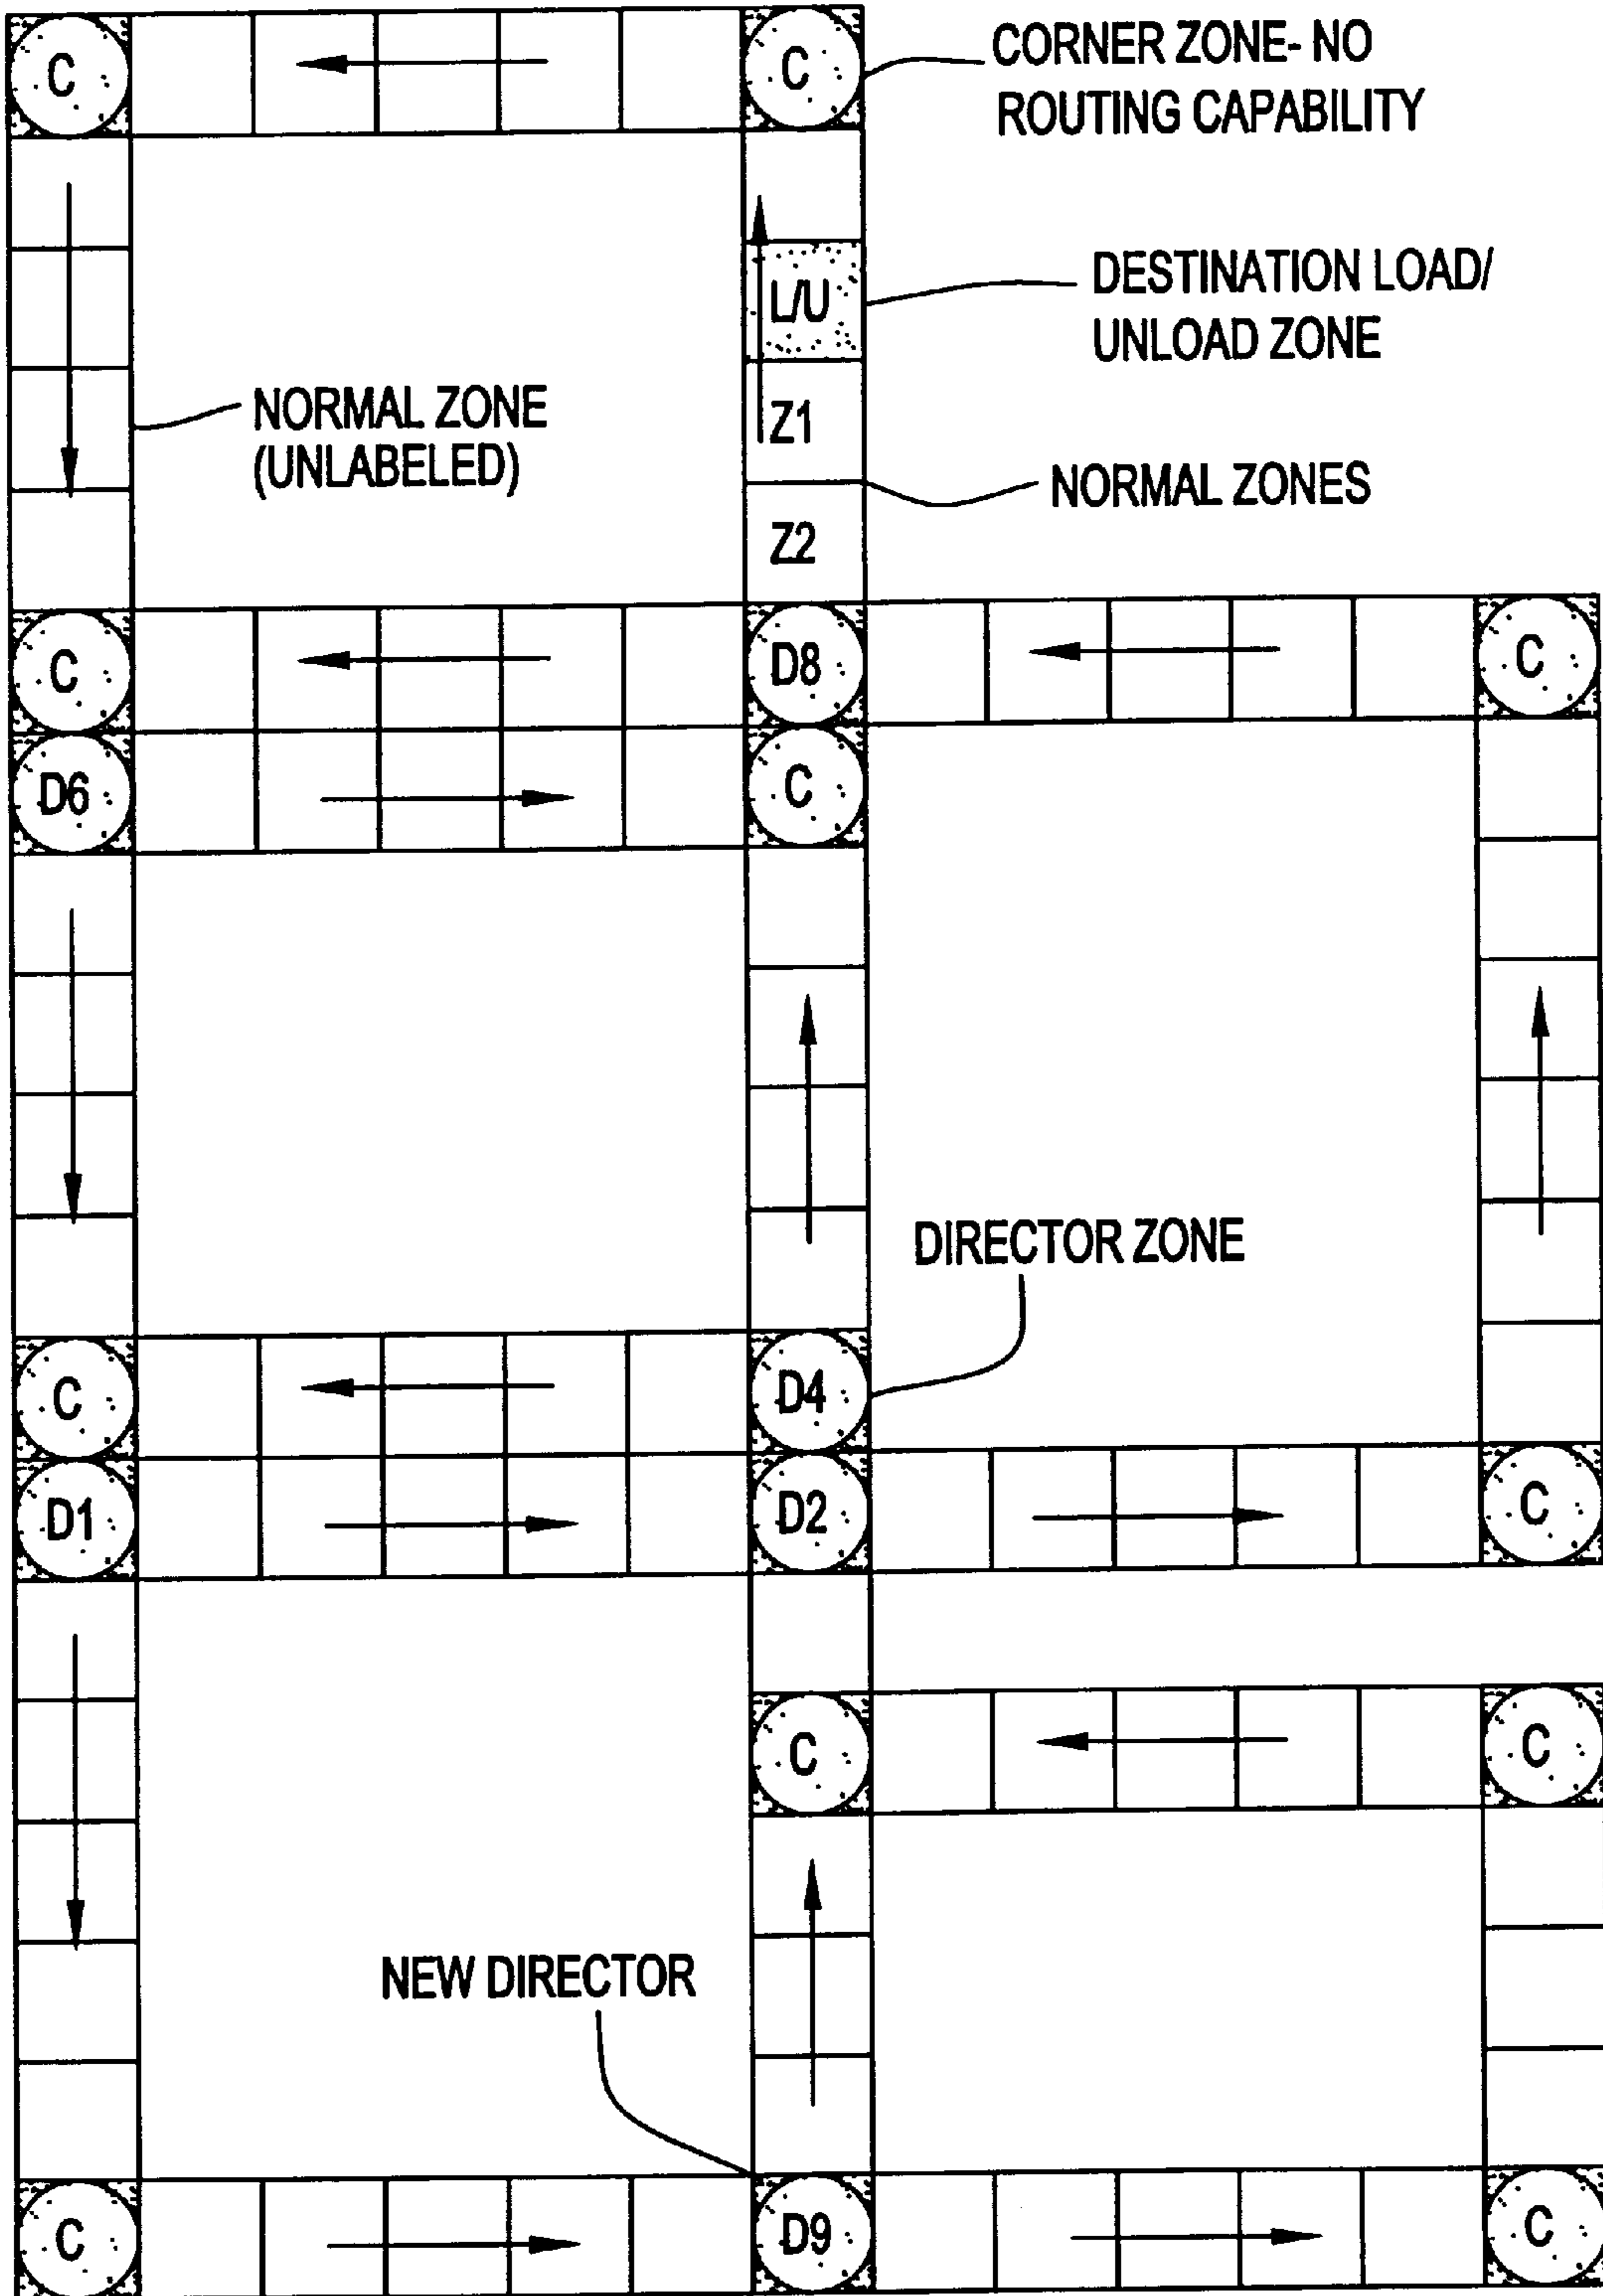 C
C
CORNER ZONE- NO
ROUTING CAPABILITY
L/U
DESTINATION LOAD/
UNLOAD ZONE
NORMAL ZONE
(UNLABELED)
Z1
NORMAL ZONES
Z2
C
D8
C
D6
C
DIRECTOR ZONE
C
D4
D1
D2
C
C
C
NEW DIRECTOR
C
D9
C